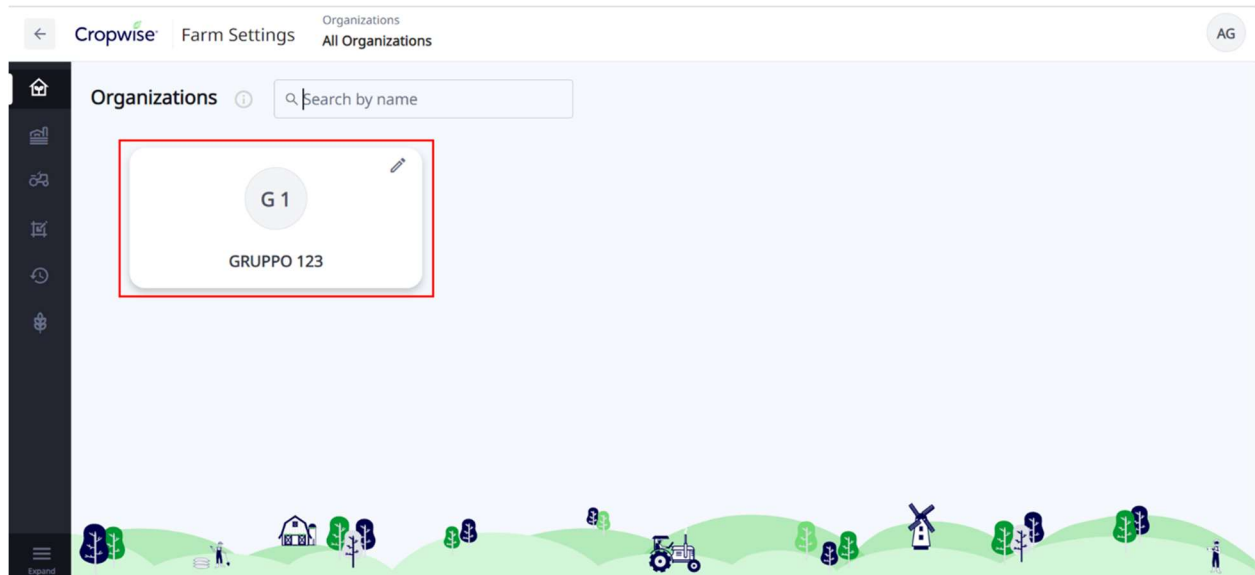 Cropwise Farm Settings
Organizations
All Organizations
AG
Organizations
Search by name
G 1
GRUPPO 123
Expand